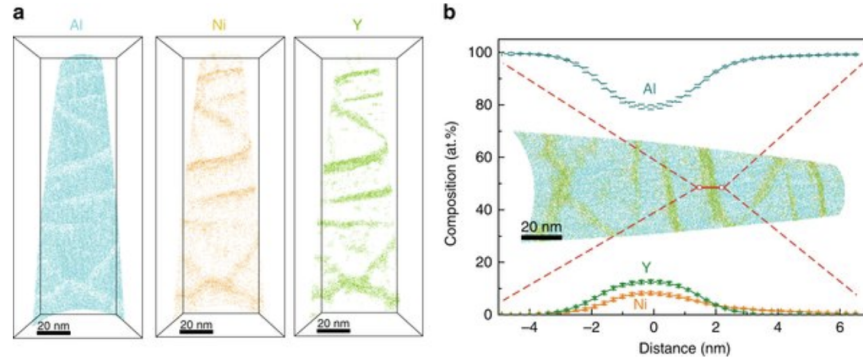 a
Al
Ni
Y
20 nm
20 nm
20 nm
b
100
80
60
40
20
0
Composition (at.%)
Al
20 nm
Y
Ni
−4
−2
0
2
4
6
Distance (nm)